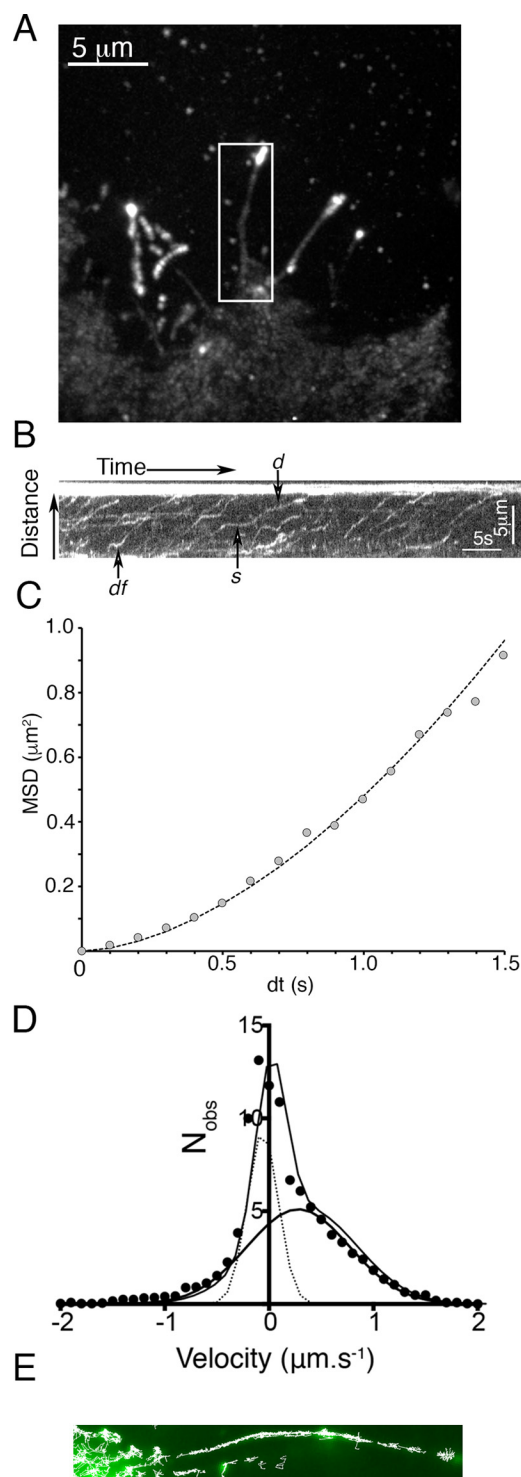 A
5 μm
B
Time
d
Distance
5μm
5s
df
s
C
1.0
0.8
0.6
0.4
0.2
MSD (μm²)
0
0.5
1.0
1.5
dt (s)
D
15
10
5
N_obs
-2
-1
0
1
2
Velocity (μm.s⁻¹)
E